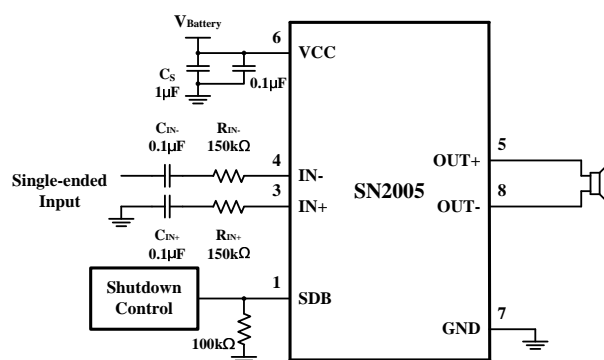 VBattery
6
VCC
CS
1µF
0.1µF
CIN-
0.1µF
RIN-
150kΩ
4
IN-
Single-ended
Input
3
IN+
CIN+
0.1µF
RIN+
150kΩ
SN2005
5
OUT+
8
OUT-
Shutdown
Control
1
SDB
100kΩ
7
GND